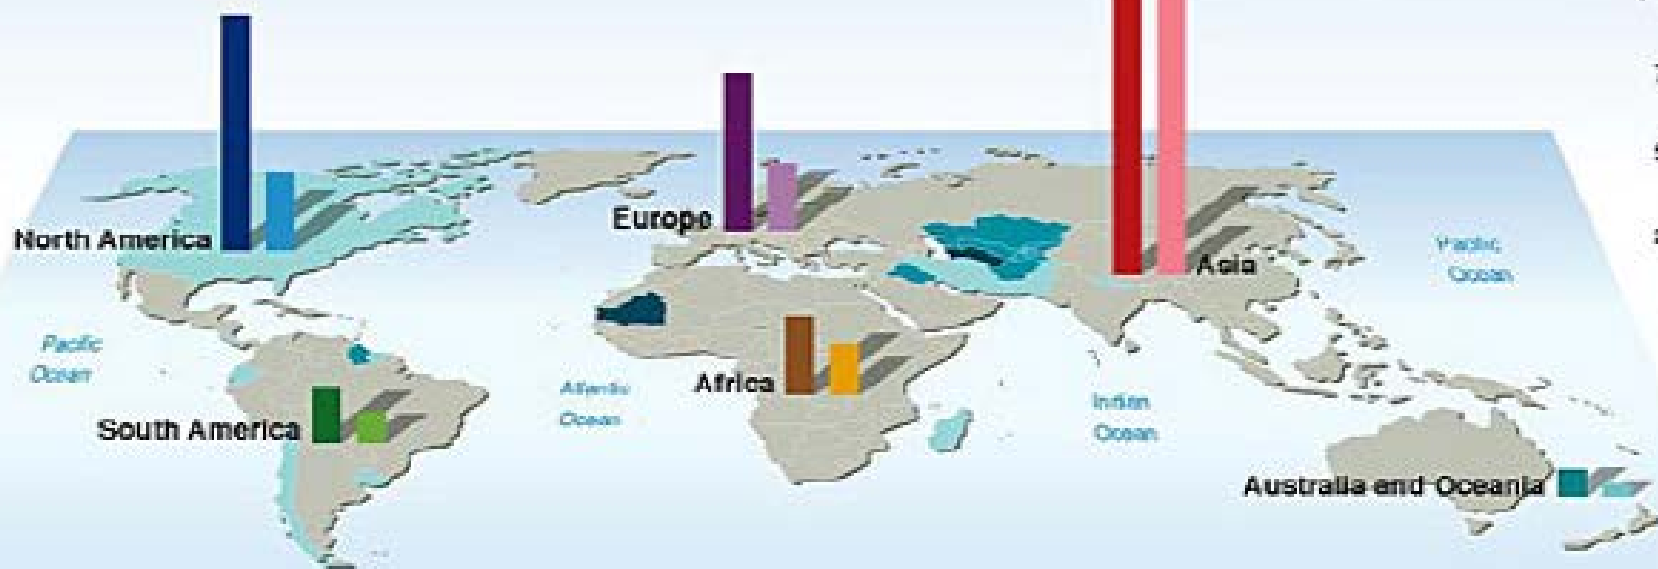 Europe
North America
Asia
Pacific
Ocean
Pacific
Ocean
Africa
Atlantic
Ocean
Indian
Ocean
South America
Australia and Oceania